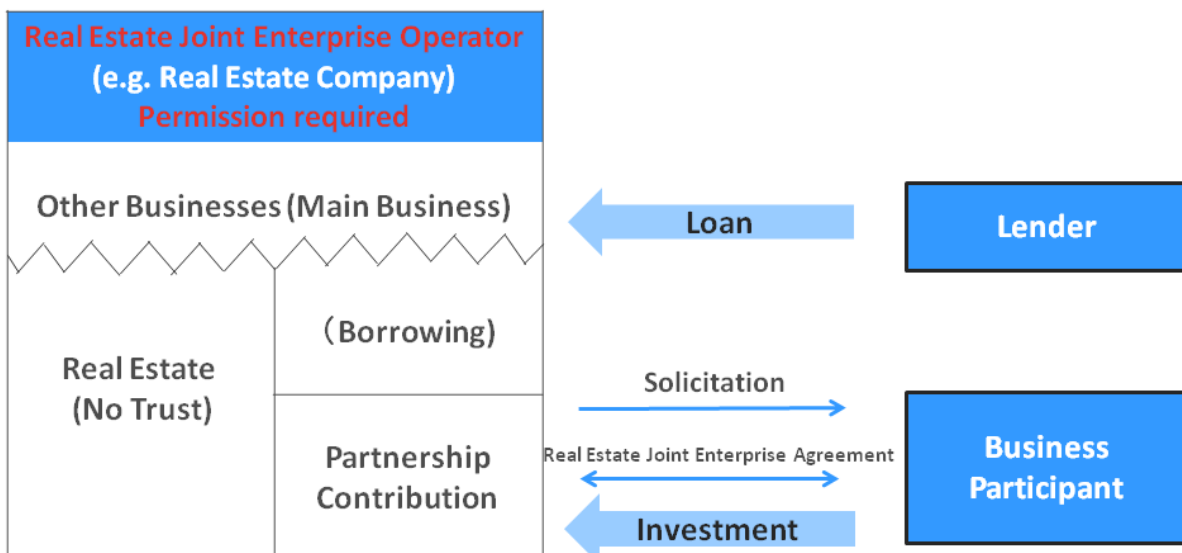 Real Estate Joint Enterprise Operator
(e.g. Real Estate Company)
Permission required
Other Businesses (Main Business)
Loan
Lender
(Borrowing)
Real Estate
(No Trust)
Solicitation
Real Estate Joint Enterprise Agreement
Partnership
Contribution
Business
Participant
Investment